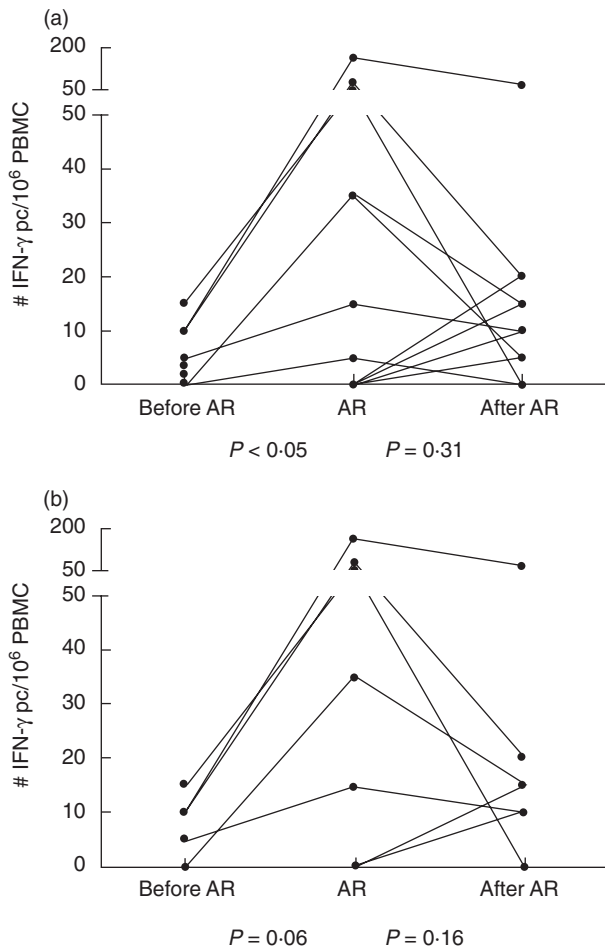 (a)
200
50
50
40
30
20
10
0
# IFN-γ pc/10⁶ PBMC
Before AR AR After AR
P < 0·05 P = 0·31
(b)
200
50
50
40
30
20
10
0
# IFN-γ pc/10⁶ PBMC
Before AR AR After AR
P = 0·06 P = 0·16